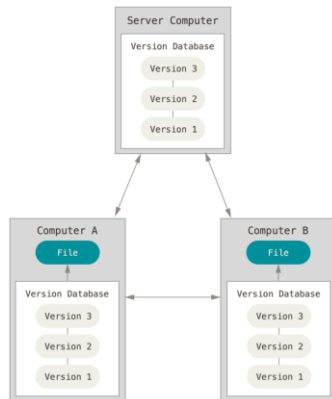 Server Computer
Version Database
Version 3
Version 2
Version 1
Computer A
File
Version Database
Version 3
Version 2
Version 1
Computer B
File
Version Database
Version 3
Version 2
Version 1